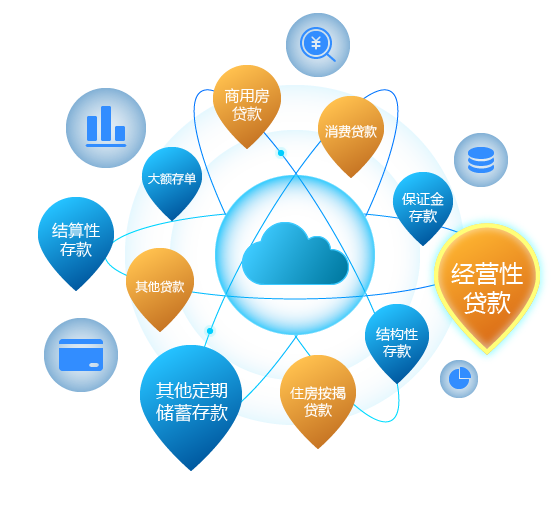 ¥
商用房
贷款
消费贷款
大额存单
保证金
存款
结算性
存款
其他贷款
经营性
贷款
结构性
存款
其他定期
储蓄存款
住房按揭
贷款